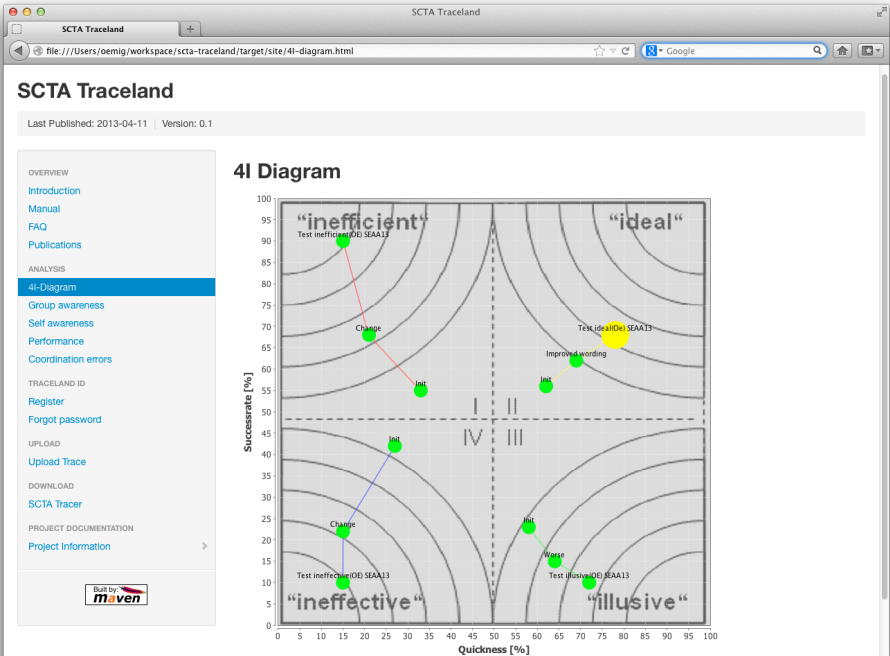 SCTA Traceland
SCTA Traceland
file:///Users/oemig/workspace/scta-traceland/target/site/4I-diagram.html
Google
SCTA Traceland
Last Published: 2013-04-11 | Version: 0.1
OVERVIEW
Introduction
Manual
FAQ
Publications
ANALYSIS
4I-Diagram
Group awareness
Self awareness
Performance
Coordination errors
TRACELAND ID
Register
Forgot password
UPLOAD
Upload Trace
DOWNLOAD
SCTA Tracer
PROJECT DOCUMENTATION
Project Information
Built by:
maven
4I Diagram
Successrate [%]
100
95
90
85
80
75
70
65
60
55
50
45
40
35
30
25
20
15
10
5
0
“inefficient“
“ideal“
Test inefficient(OE) SEAA13
Change
Init
Test ideal(Oe) SEAA13
Improved wording
Init
I II
IV III
Init
Change
Test ineffective(OE) SEAA13
“ineffective“
Init
Worse
Test illusive(OE) SEAA13
“illusive“
0 5 10 15 20 25 30 35 40 45 50 55 60 65 70 75 80 85 90 95 100
Quickness [%]